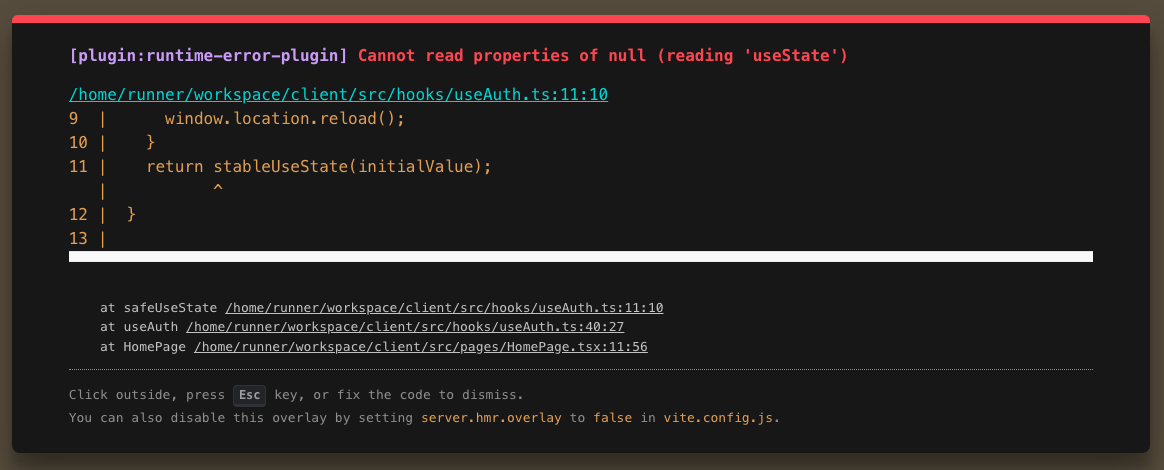 [plugin:runtime-error-plugin] Cannot read properties of null (reading 'useState')
/home/runner/workspace/client/src/hooks/useAuth.ts:11:10
9  |      window.location.reload();
10 |    }
11 |    return stableUseState(initialValue);
   |           ^
12 |  }
13 |
at safeUseState /home/runner/workspace/client/src/hooks/useAuth.ts:11:10
at useAuth /home/runner/workspace/client/src/hooks/useAuth.ts:40:27
at HomePage /home/runner/workspace/client/src/pages/HomePage.tsx:11:56
Click outside, press Esc key, or fix the code to dismiss.
You can also disable this overlay by setting server.hmr.overlay to false in vite.config.js.